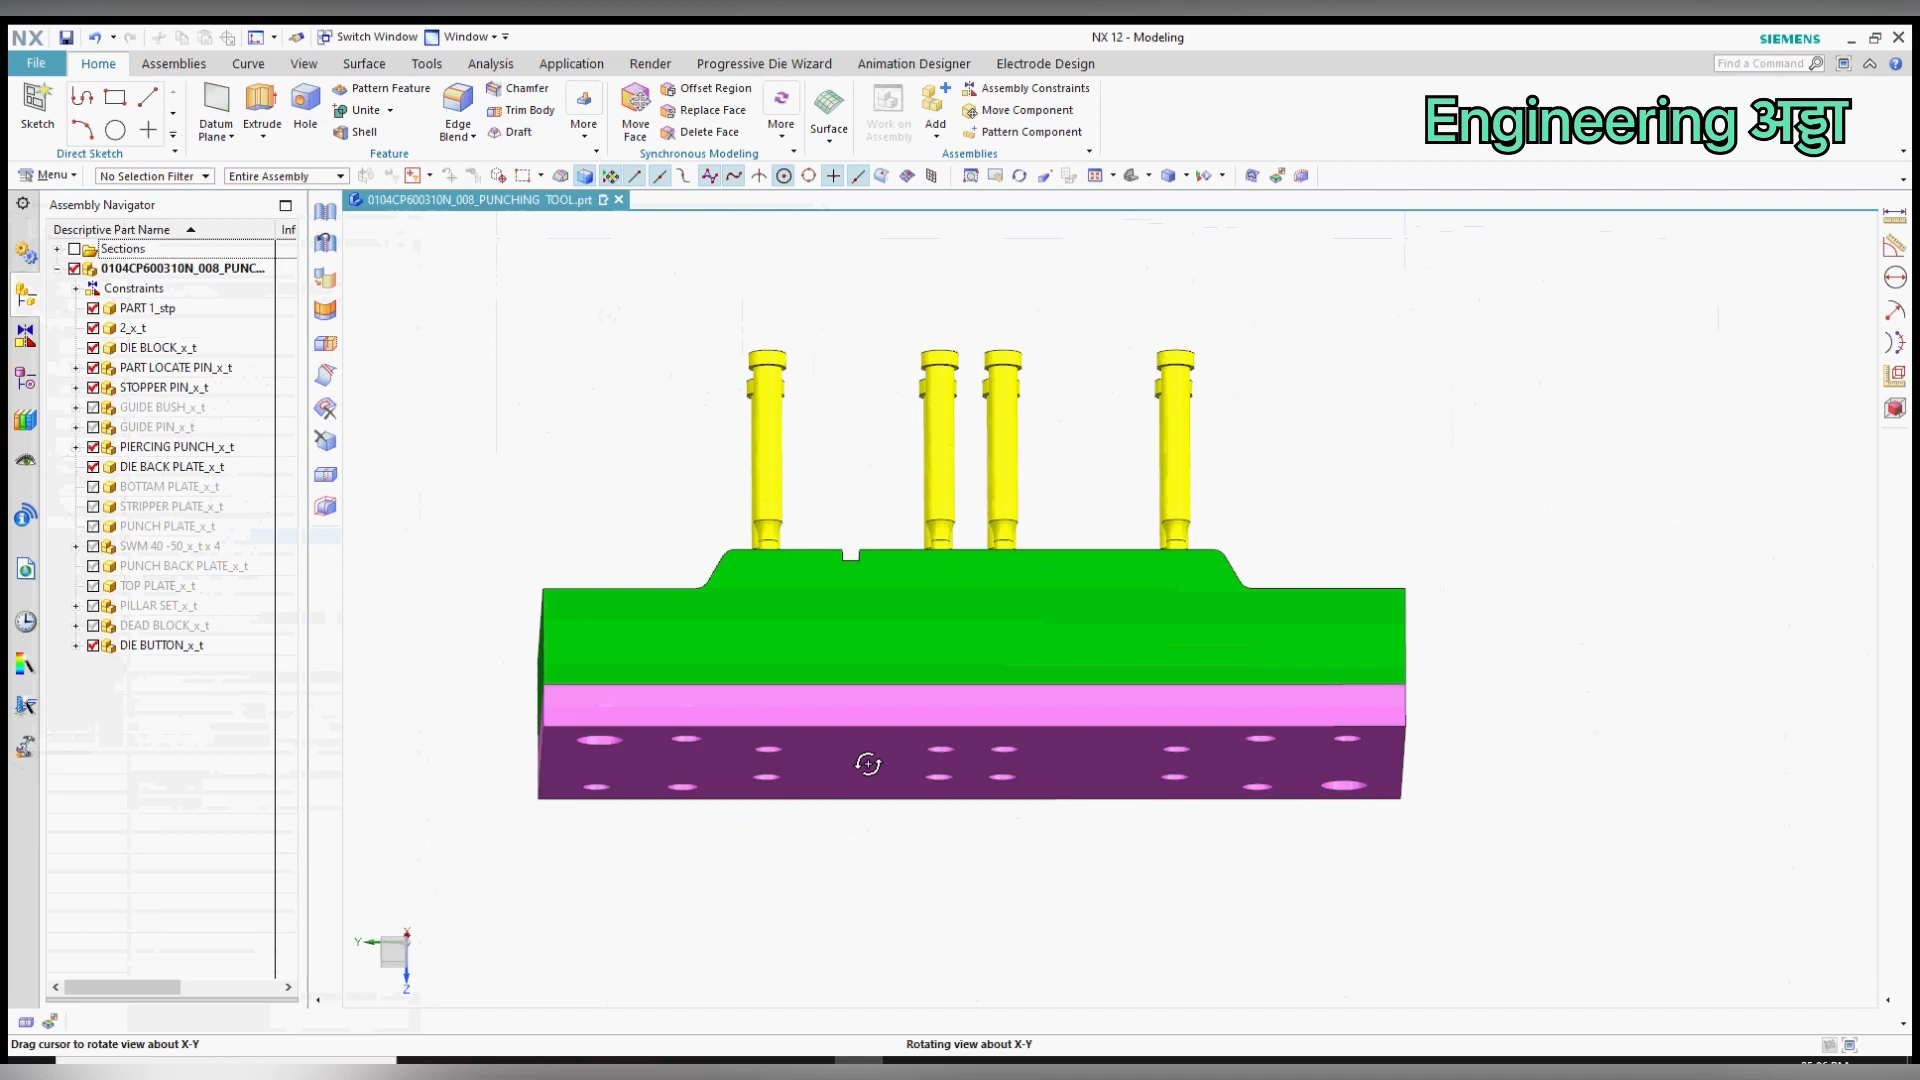 NX
Switch Window
Window
NX 12 - Modeling
SIEMENS
File
Home
Assemblies
Curve
View
Surface
Tools
Analysis
Application
Render
Progressive Die Wizard
Animation Designer
Electrode Design
Find a Command
Sketch
Direct Sketch
Datum
Plane
Extrude
Hole
Pattern Feature
Unite
Shell
Edge
Blend
Chamfer
Trim Body
Draft
More
Feature
Move
Face
Offset Region
Replace Face
Delete Face
More
Synchronous Modeling
Surface
Work on
Assembly
Add
Assembly Constraints
Move Component
Pattern Component
Assemblies
Engineering अड्डा
Menu
No Selection Filter
Entire Assembly
Assembly Navigator
0104CP600310N_008_PUNCHING TOOL.prt
Descriptive Part Name
Inf
Sections
0104CP600310N_008_PUNC...
Constraints
PART 1_stp
2_x_t
DIE BLOCK_x_t
PART LOCATE PIN_x_t
STOPPER PIN_x_t
GUIDE BUSH_x_t
GUIDE PIN_x_t
PIERCING PUNCH_x_t
DIE BACK PLATE_x_t
BOTTAM PLATE_x_t
STRIPPER PLATE_x_t
PUNCH PLATE_x_t
SWM 40 -50_x_t x 4
PUNCH BACK PLATE_x_t
TOP PLATE_x_t
PILLAR SET_x_t
DEAD BLOCK_x_t
DIE BUTTON_x_t
X
Y
Z
Drag cursor to rotate view about X-Y
Rotating view about X-Y